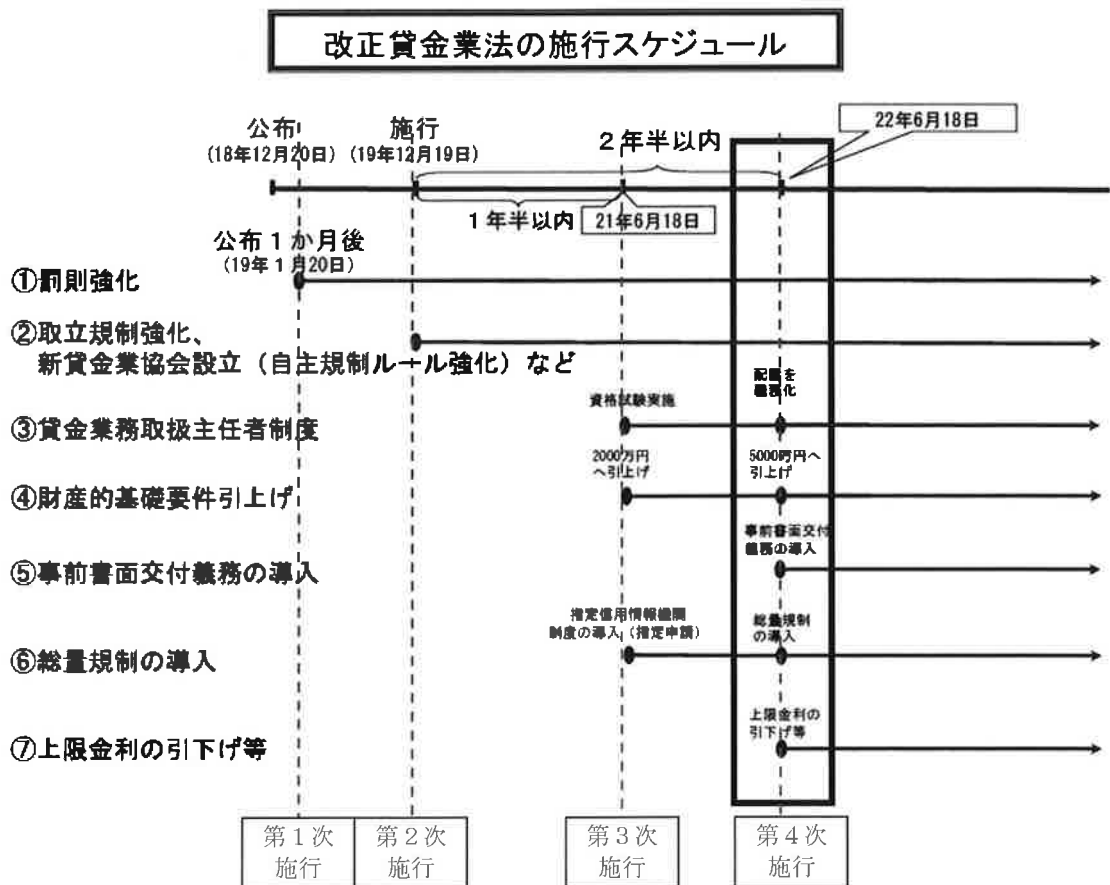 改正貸金業法の施行スケジュール
公布
(18年12月20日)
施行
(19年12月19日)
2年半以内
22年6月18日
1年半以内
21年6月18日
公布1か月後
(19年1月20日)
①罰則強化
②取立規制強化、
新貸金業協会設立（自主規制ルール強化）など
資格試験実施
配置を
義務化
③貸金業務取扱主任者制度
2000万円
へ引上げ
5000万円へ
引上げ
④財産的基礎要件引上げ
事前書面交付
義務の導入
⑤事前書面交付義務の導入
指定信用情報機関
制度の導入（指定申請）
総量規制
の導入
⑥総量規制の導入
上限金利の
引下げ等
⑦上限金利の引下げ等
第1次
施行
第2次
施行
第3次
施行
第4次
施行